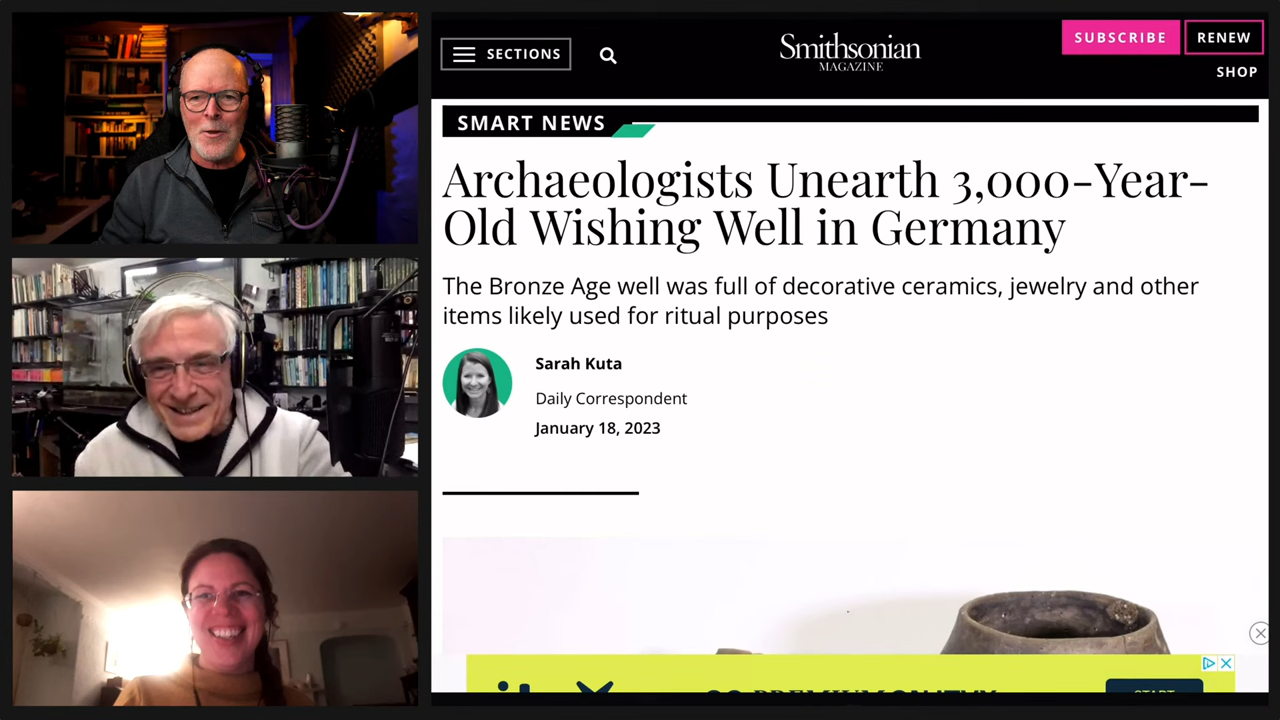 SECTIONS
Smithsonian
MAGAZINE
SUBSCRIBE
RENEW
SHOP
SMART NEWS
Archaeologists Unearth 3,000-Year-
Old Wishing Well in Germany
The Bronze Age well was full of decorative ceramics, jewelry and other
items likely used for ritual purposes
Sarah Kuta
Daily Correspondent
January 18, 2023
START